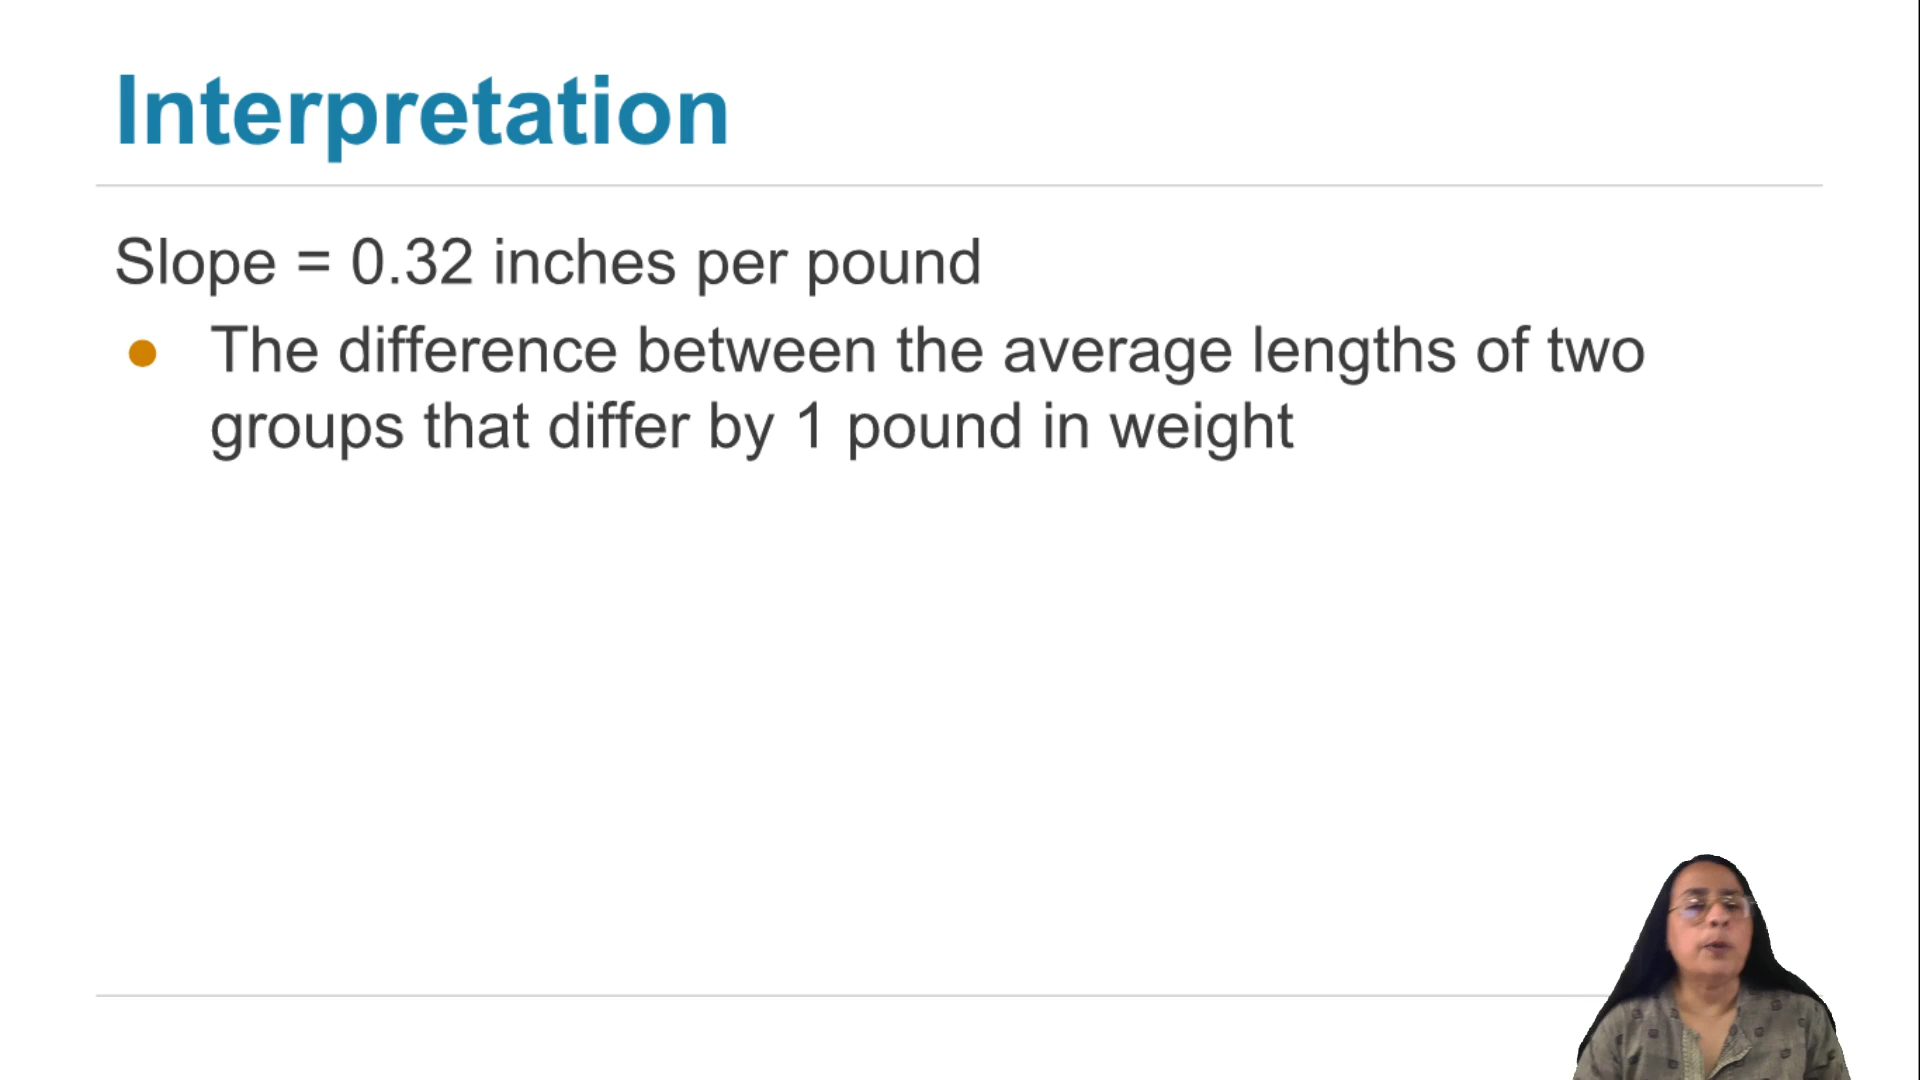 Interpretation
Slope = 0.32 inches per pound
● The difference between the average lengths of two
groups that differ by 1 pound in weight